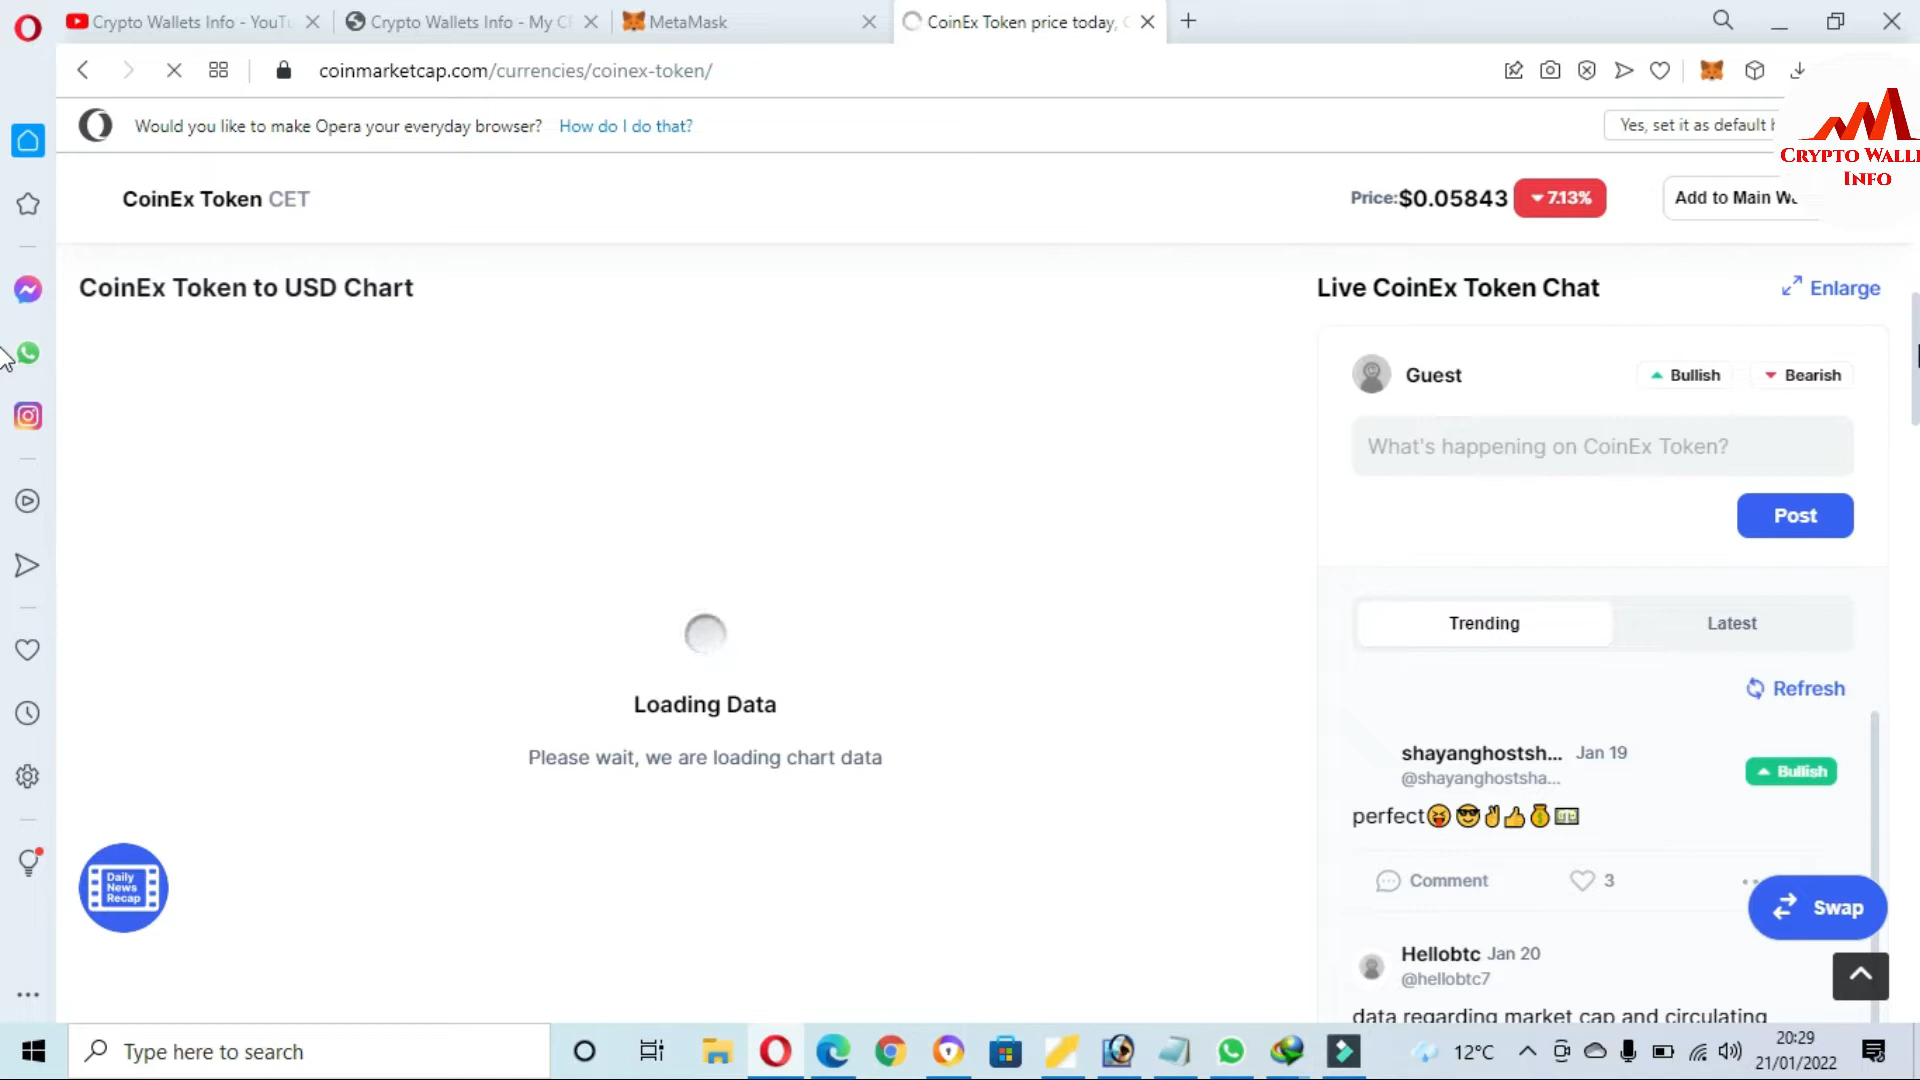 Crypto Wallets Info - YouTu
Crypto Wallets Info - My C
MetaMask
CoinEx Token price today,
coinmarketcap.com/currencies/coinex-token/
Would you like to make Opera your everyday browser? How do I do that?
Yes, set it as default
CRYPTO WALLE
INFO
CoinEx Token CET
Price:$0.05843
7.13%
Add to Main Wa
CoinEx Token to USD Chart
Live CoinEx Token Chat
Enlarge
Guest
Bullish
Bearish
What's happening on CoinEx Token?
Post
Trending
Latest
Refresh
Loading Data
Please wait, we are loading chart data
shayanghostsh... Jan 19
@shayanghostsha...
Bullish
perfect😝😎✌👍💰💵
Comment
3
Swap
Hellobtc Jan 20
@hellobtc7
data regarding market cap and circulating
Daily
News
Recap
Type here to search
12°C
20:29
21/01/2022